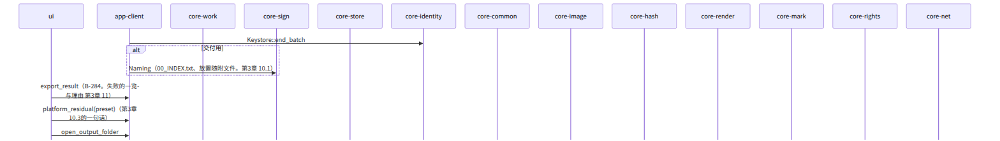 ui
app-client
core-work
core-sign
core-store
core-identity
core-common
core-image
core-hash
core-render
core-mark
core-rights
core-net
Keystore::end_batch
alt
[交付用]
Naming（00_INDEX.txt、放置随附文件。第3章 10.1）
export_result（B-284。失败的一览-
与理由 第3章 11）
platform_residual(preset)（第3章
10.3的一句话）
open_output_folder